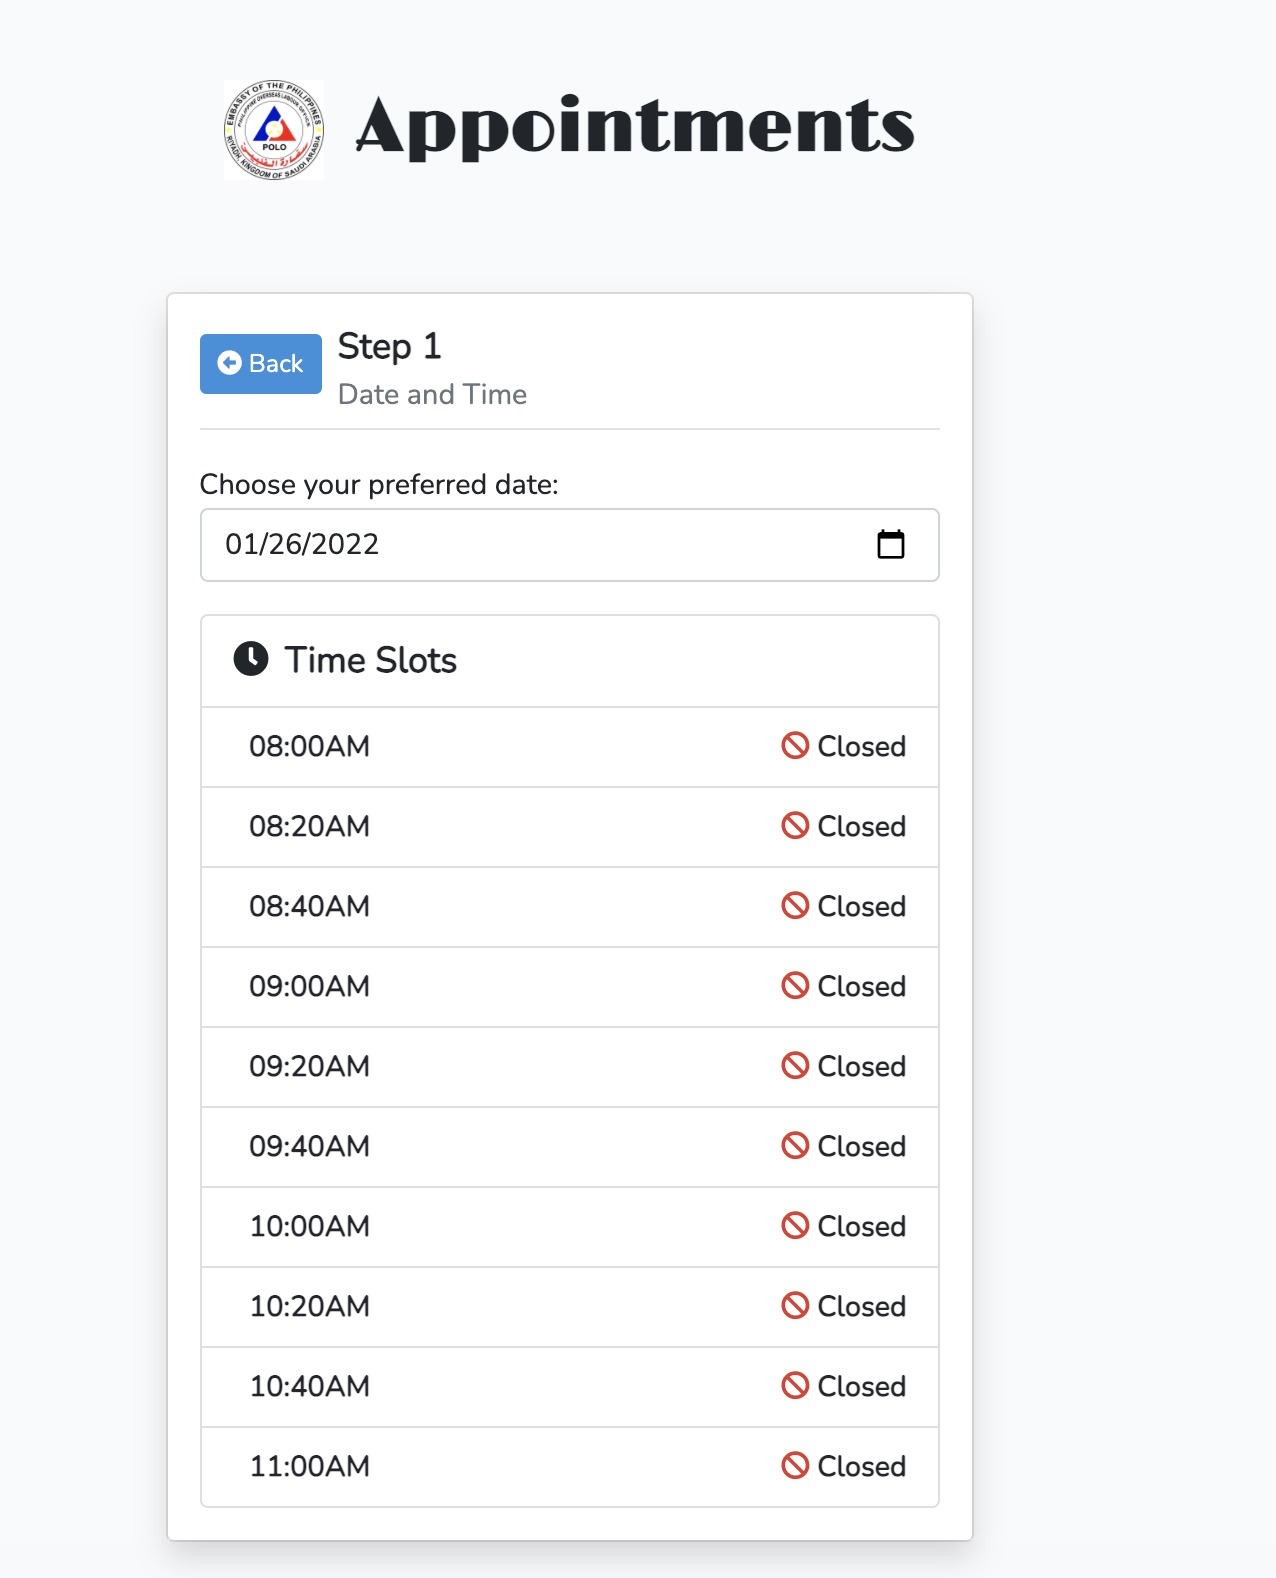 EMBASSY OF THE PHILIPPINES
PHILIPPINE OVERSEAS LABOUR OFFICE
POLO
سفارة الفلبين
RIYADH, KINGDOM OF SAUDI ARABIA
Appointments
Back
Step 1
Date and Time
Choose your preferred date:
01/26/2022
Time Slots
08:00AM Closed
08:20AM Closed
08:40AM Closed
09:00AM Closed
09:20AM Closed
09:40AM Closed
10:00AM Closed
10:20AM Closed
10:40AM Closed
11:00AM Closed